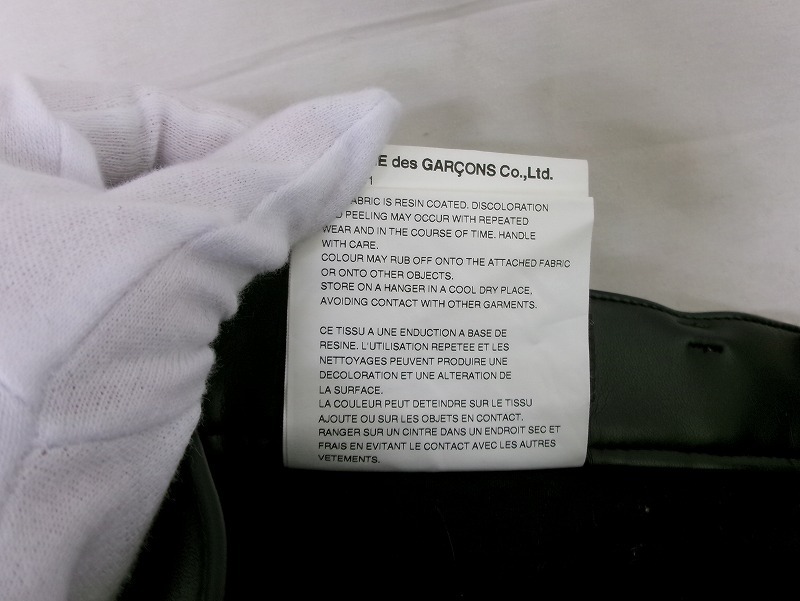 E des GARÇONS Co.,Ltd.
1
FABRIC IS RESIN COATED. DISCOLORATION
PEELING MAY OCCUR WITH REPEATED
WEAR AND IN THE COURSE OF TIME. HANDLE
WITH CARE.
COLOUR MAY RUB OFF ONTO THE ATTACHED FABRIC
OR ONTO OTHER OBJECTS.
STORE ON A HANGER IN A COOL DRY PLACE,
AVOIDING CONTACT WITH OTHER GARMENTS.
CE TISSU A UNE ENDUCTION A BASE DE
RESINE. L'UTILISATION REPETEE ET LES
NETTOYAGES PEUVENT PRODUIRE UNE
DECOLORATION ET UNE ALTERATION DE
LA SURFACE.
LA COULEUR PEUT DETEINDRE SUR LE TISSU
AJOUTE OU SUR LES OBJETS EN CONTACT.
RANGER SUR UN CINTRE DANS UN ENDROIT SEC ET
FRAIS EN EVITANT LE CONTACT AVEC LES AUTRES
VETEMENTS.